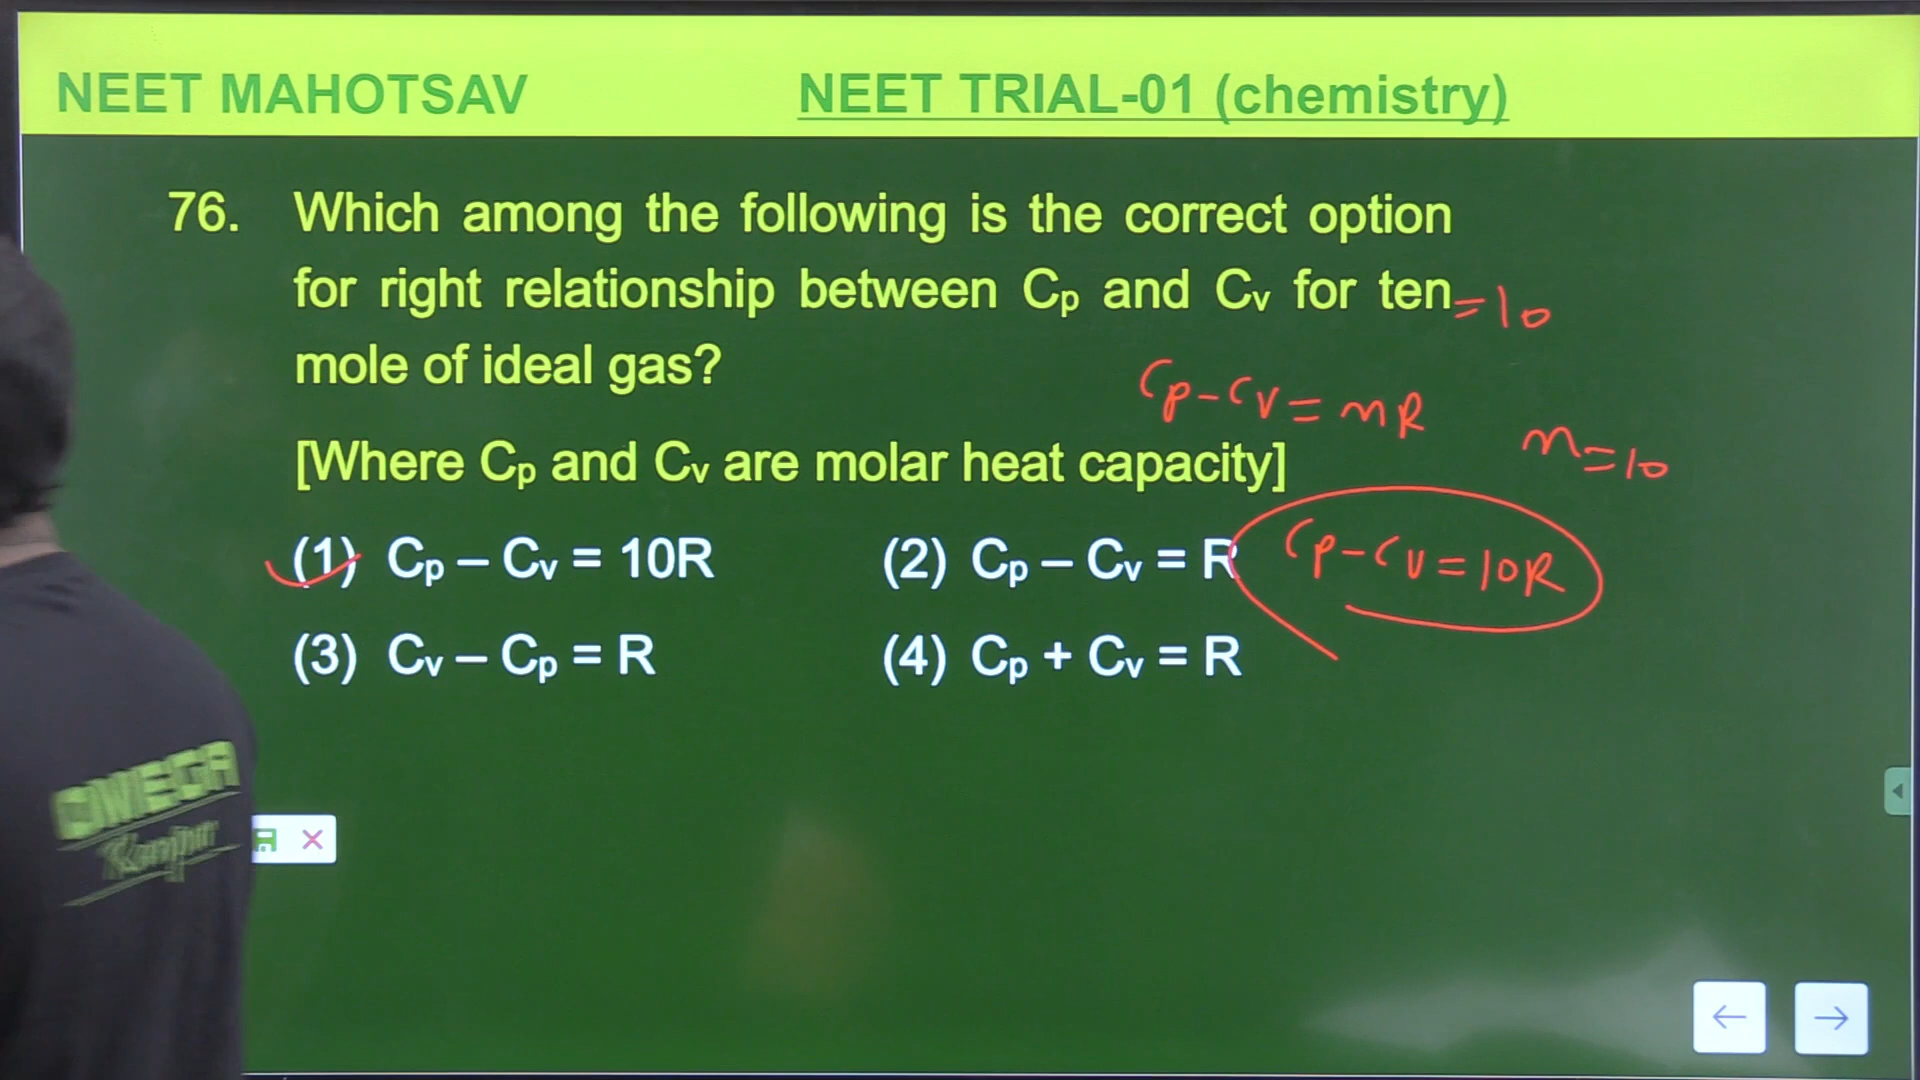 NEET MAHOTSAV NEET TRIAL-01 (chemistry)
76. Which among the following is the correct option
for right relationship between Cp and Cv for ten =10
mole of ideal gas?
Cp-Cv = nR n=10
[Where Cp and Cv are molar heat capacity]
(1) Cp – Cv = 10R (2) Cp – Cv = R Cp-Cv=10R
(3) Cv – Cp = R (4) Cp + Cv = R
OMEGA